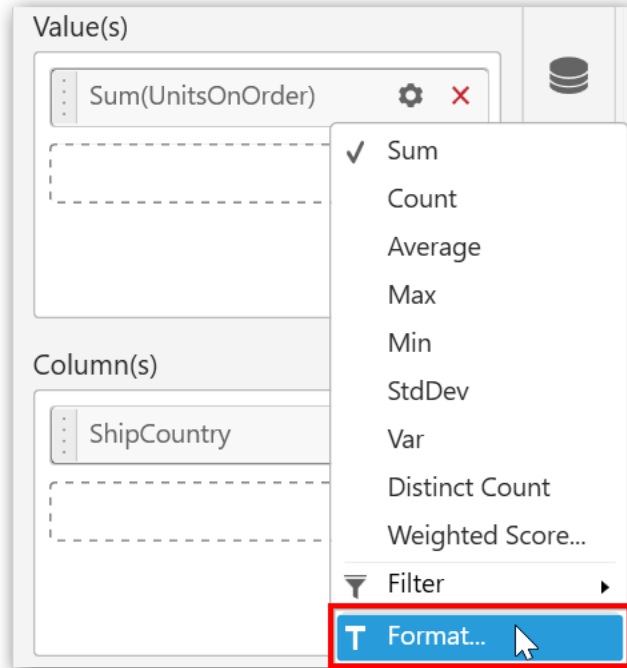 Value(s)
Sum(UnitsOnOrder)
Sum
Count
Average
Max
Min
Column(s)
StdDev
ShipCountry
Var
Distinct Count
Weighted Score...
Filter
Format...